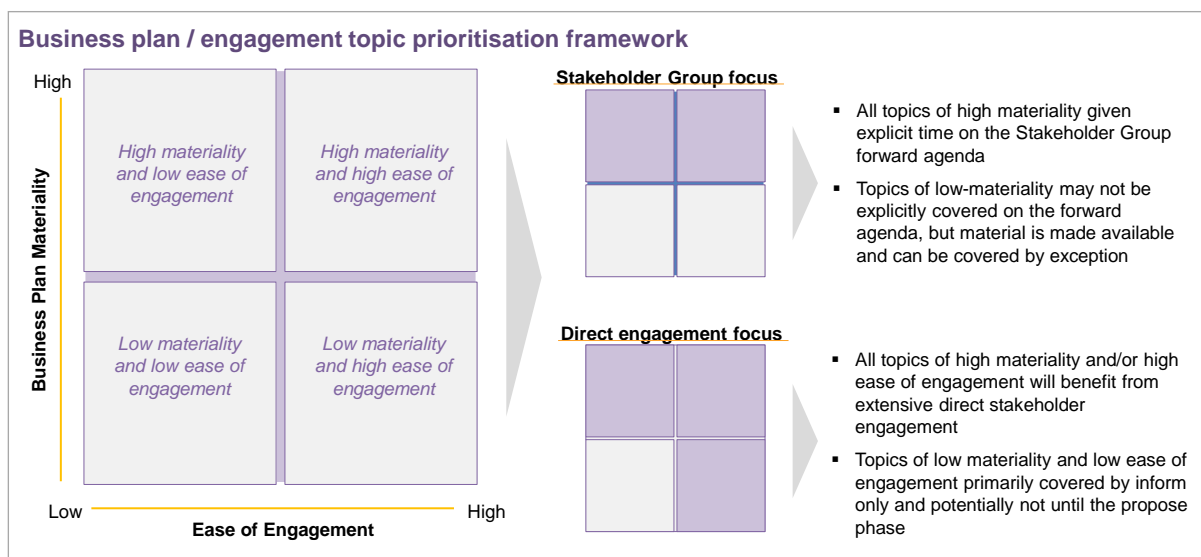 Business plan / engagement topic prioritisation framework
High
Business Plan Materiality
High materiality
and low ease of
engagement
High materiality
and high ease of
engagement
Low materiality
and low ease of
engagement
Low materiality
and high ease of
engagement
Low
High
Ease of Engagement
Stakeholder Group focus
▪ All topics of high materiality given
explicit time on the Stakeholder Group
forward agenda
▪ Topics of low-materiality may not be
explicitly covered on the forward
agenda, but material is made available
and can be covered by exception
Direct engagement focus
▪ All topics of high materiality and/or high
ease of engagement will benefit from
extensive direct stakeholder
engagement
▪ Topics of low materiality and low ease of
engagement primarily covered by inform
only and potentially not until the propose
phase